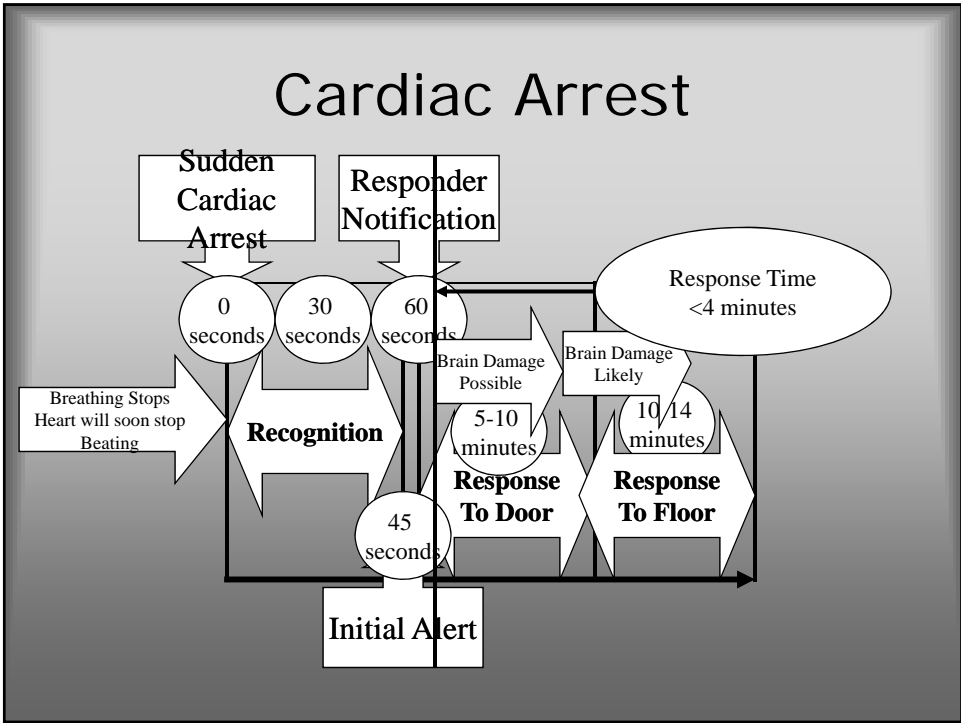 Cardiac Arrest
Sudden
Cardiac
Arrest
Responder
Notification
Response Time
<4 minutes
0
seconds
30
seconds
60
seconds
Brain Damage
Possible
Brain Damage
Likely
Breathing Stops
Heart will soon stop
Beating
Recognition
5-10
minutes
10-14
minutes
Response
To Door
Response
To Floor
45
seconds
Initial Alert